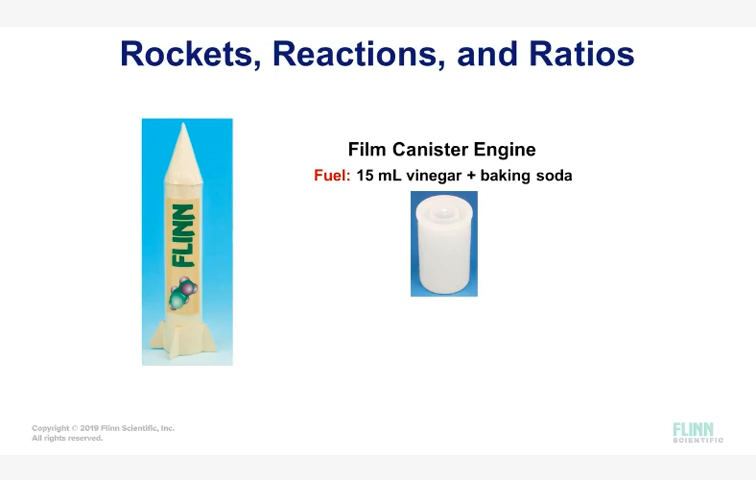 Rockets, Reactions, and Ratios
FLINN
Film Canister Engine
Fuel: 15 mL vinegar + baking soda
Copyright © 2019 Flinn Scientific, Inc.
All rights reserved.
FLINN
SCIENTIFIC